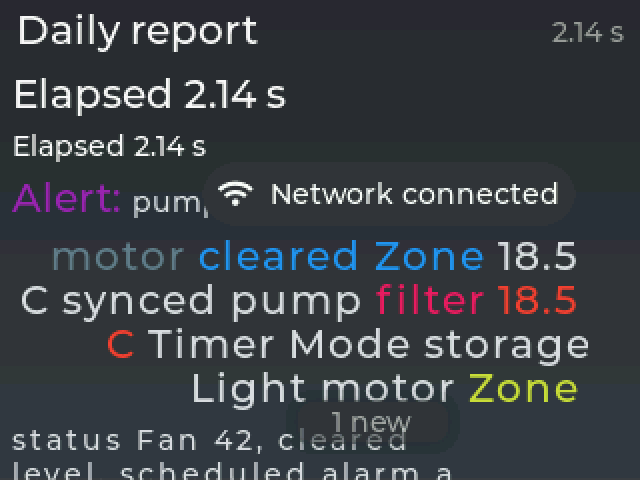 Daily report
2.14 s
Elapsed 2.14 s
Elapsed 2.14 s
Alert:
Network connected
motor cleared Zone 18.5
C synced pump filter 18.5
C Timer Mode storage
Light motor Zone
1 new
status Fan 42, cleared
level, scheduled alarm a